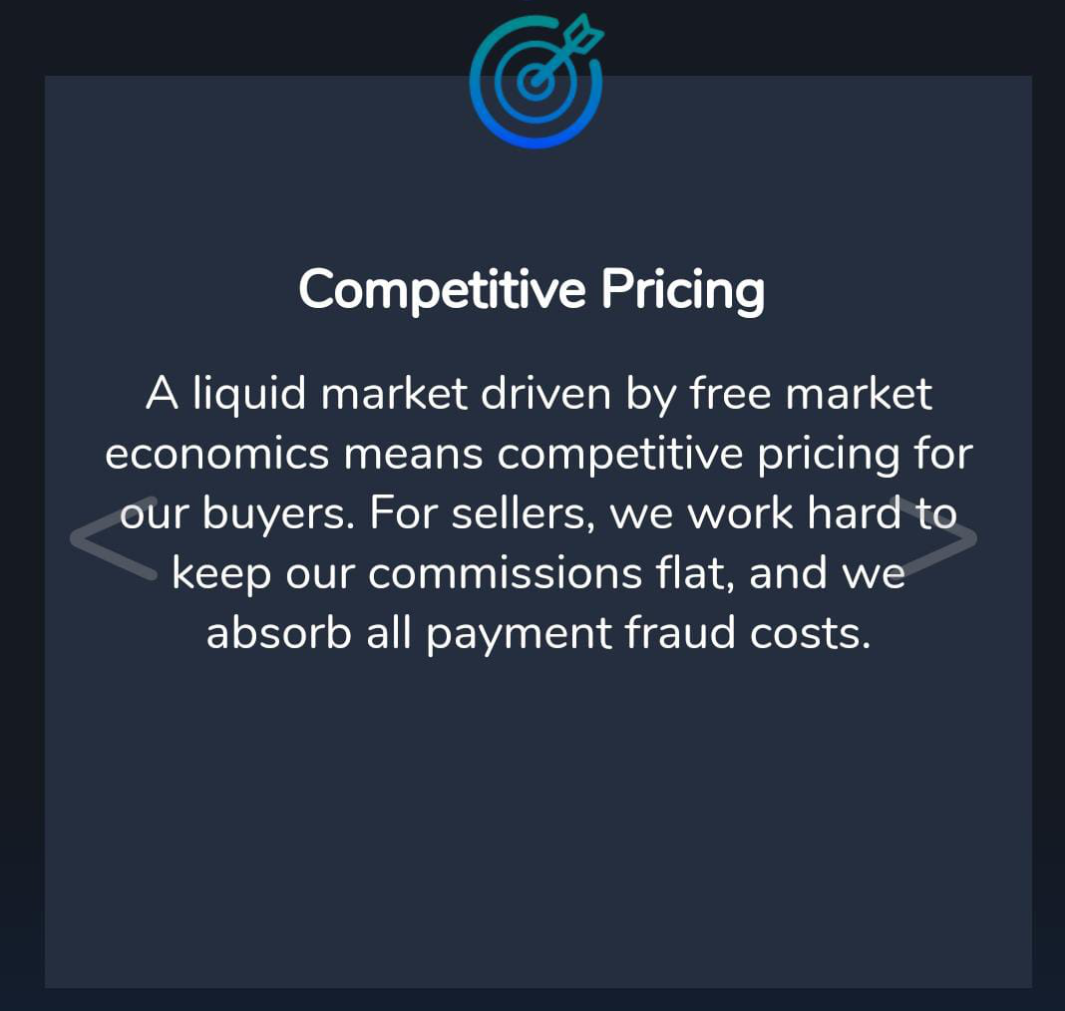 Competitive Pricing
A liquid market driven by free market
economics means competitive pricing for
our buyers. For sellers, we work hard to
keep our commissions flat, and we
absorb all payment fraud costs.